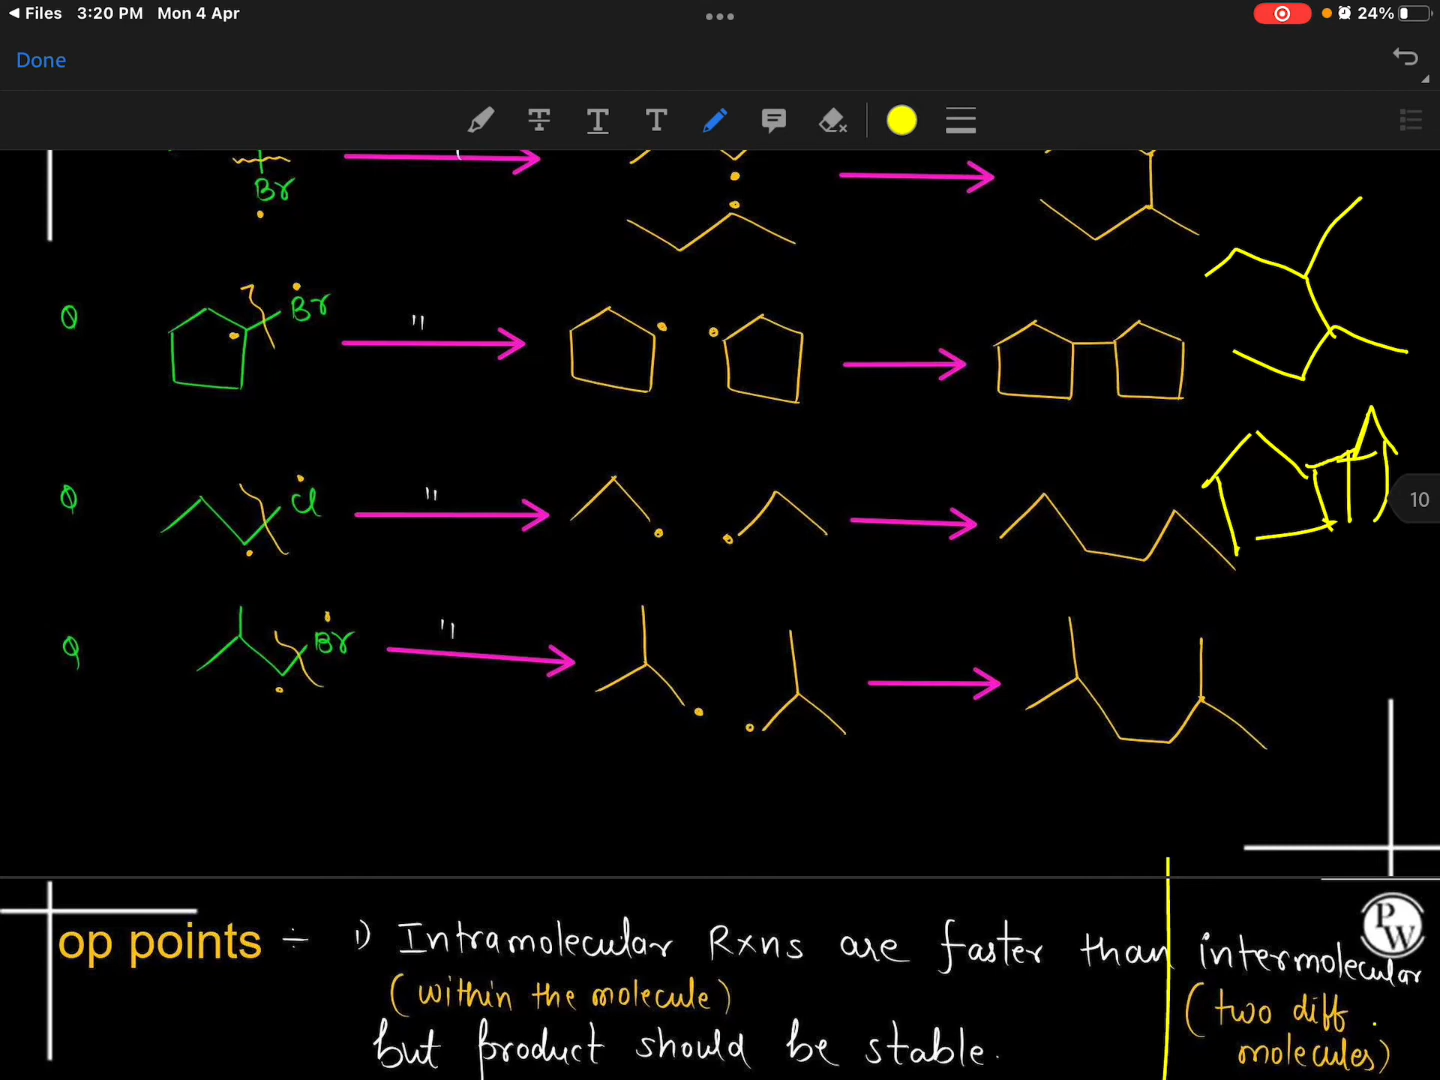 Files 3:20 PM Mon 4 Apr
24%
Done
T T T
Br
Q Br "
Q Cl "
10
Q Br "
op points ÷ 1) Intramolecular Rxns are faster than intermolecular
(within the molecule) (two diff.
but product should be stable. molecules)
PW